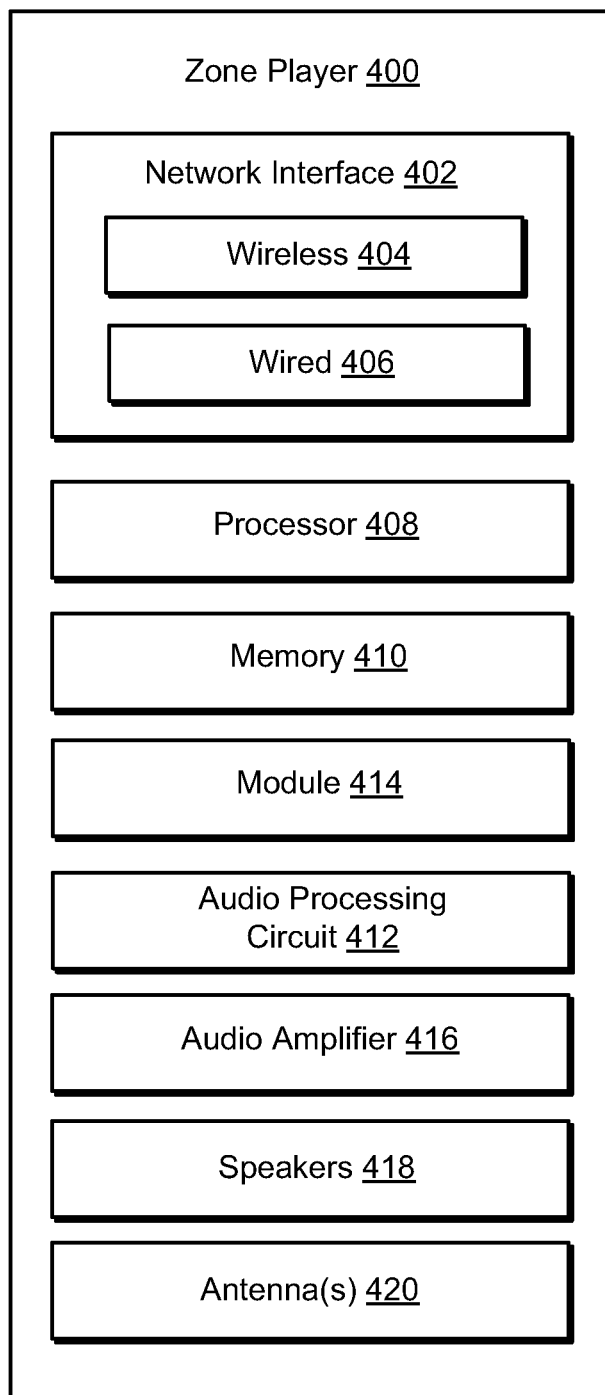 Zone Player 400
Network Interface 402
Wireless 404
Wired 406
Processor 408
Memory 410
Module 414
Audio Processing
Circuit 412
Audio Amplifier 416
Speakers 418
Antenna(s) 420